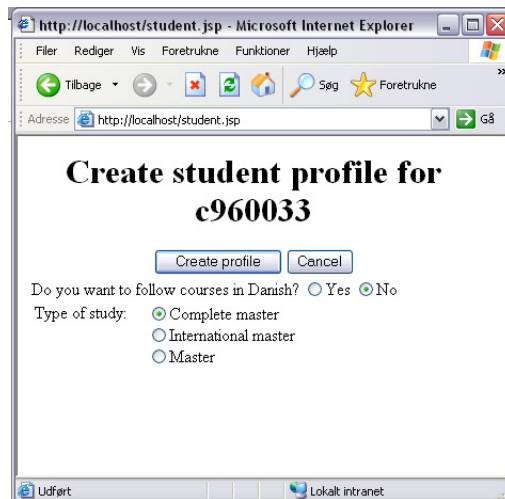 http://localhost/student.jsp - Microsoft Internet Explorer
Filer Rediger Vis Foretrukne Funktioner Hjælp
Tilbage Søg Foretrukne »
Adresse http://localhost/student.jsp Gå
Create student profile for
c960033
Create profile Cancel
Do you want to follow courses in Danish? Yes No
Type of study: Complete master
International master
Master
Udført Lokalt intranet